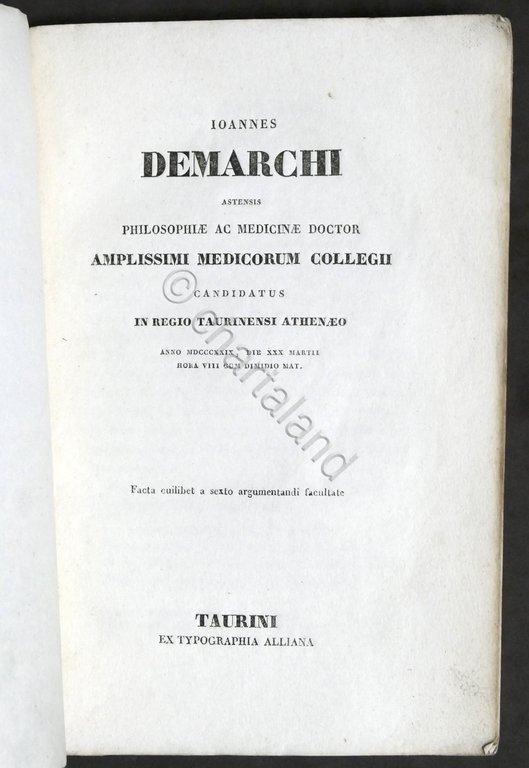 IOANNES
DEMARCHI
ASTENSIS
PHILOSOPHIÆ AC MEDICINÆ DOCTOR
AMPLISSIMI MEDICORUM COLLEGII
CANDIDATUS
IN REGIO TAURINENSI ATHENÆO
ANNO MDCCCXXIX, DIE XXX MARTII
HORA VIII CUM DIMIDIO MAT.
Facta cuilibet a sexto argumentandi facultate
TAURINI
EX TYPOGRAPHIA ALLIANA
© chartaland